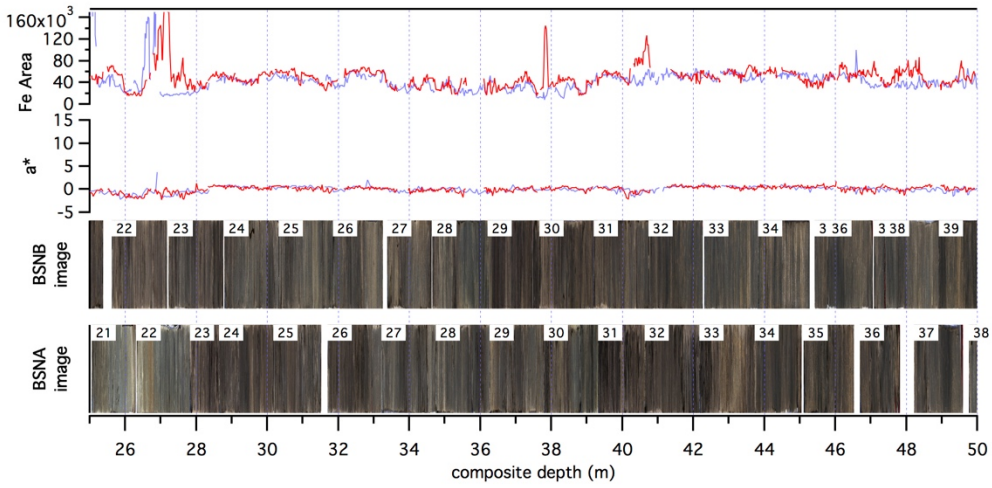 160x10³
120
80
40
0
Fe Area
15
10
5
0
-5
a*
22 23 24 25 26 27 28 29 30 31 32 33 34 3 36 3 38 39
BSNB
image
21 22 23 24 25 26 27 28 29 30 31 32 33 34 35 36 37 38
BSNA
image
26 28 30 32 34 36 38 40 42 44 46 48 50
composite depth (m)